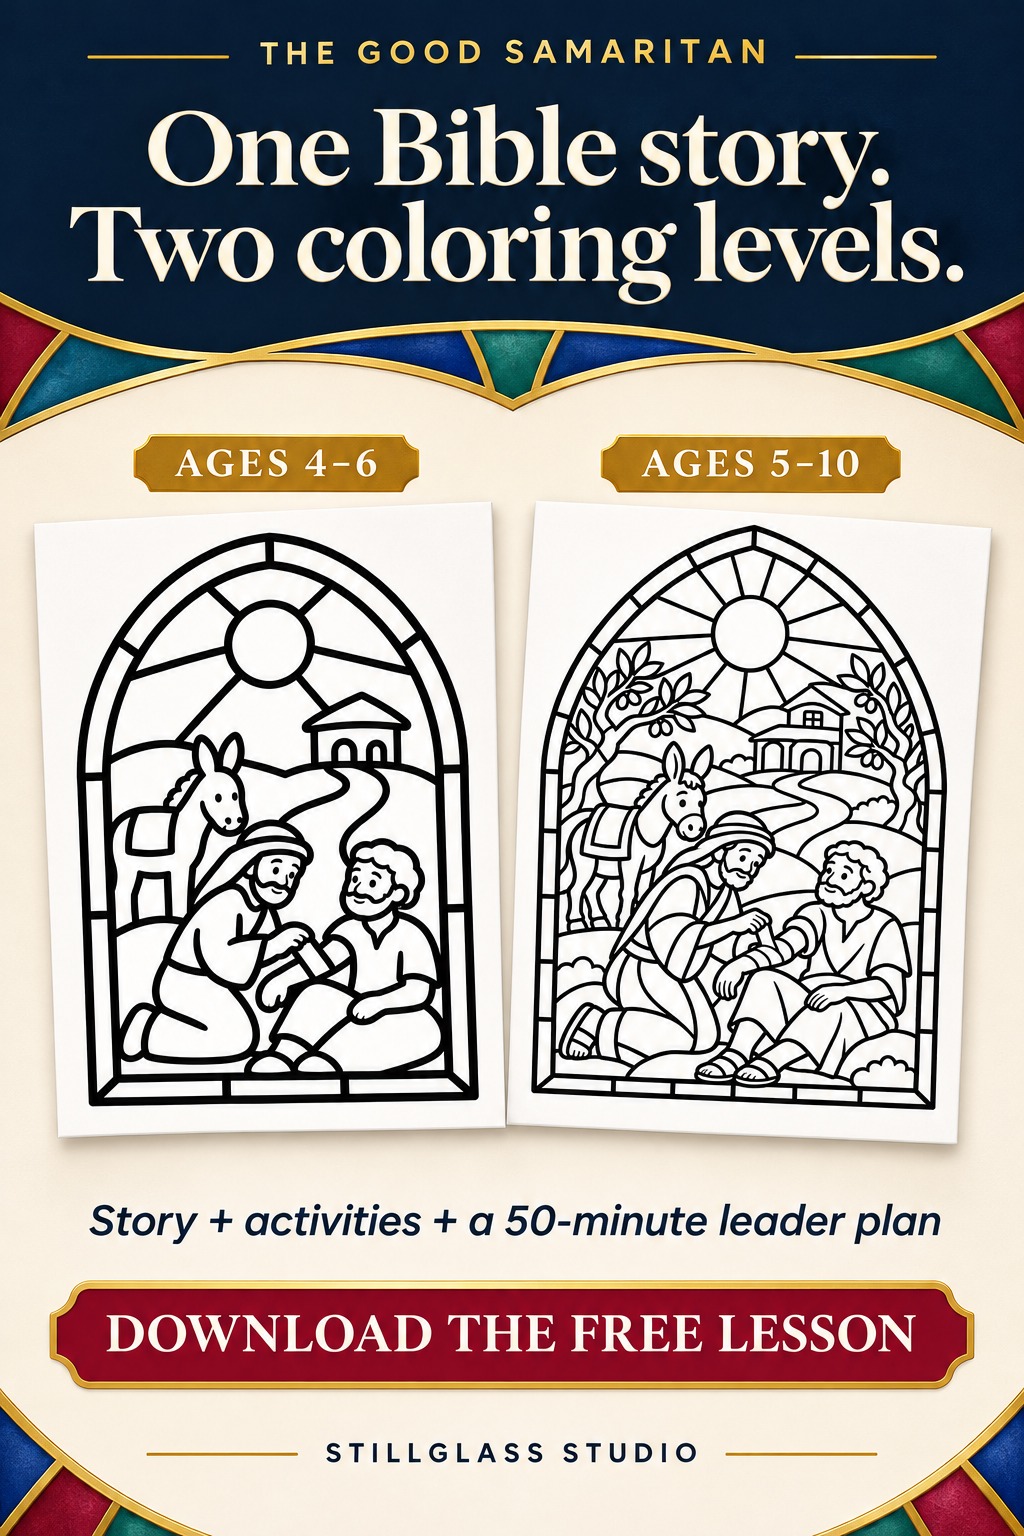 THE GOOD SAMARITAN
One Bible story.
Two coloring levels.
AGES 4–6
AGES 5–10
Story + activities + a 50-minute leader plan
DOWNLOAD THE FREE LESSON
STILLGLASS STUDIO